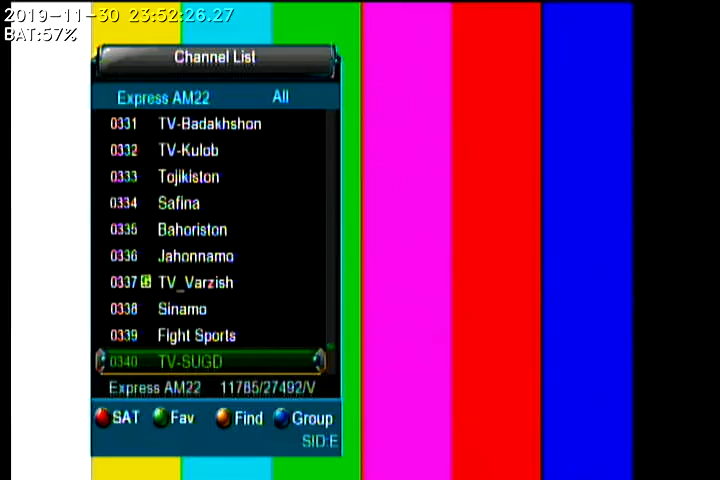 2019-11-30 23:52:26.27
BAT:57%
Channel List
Express AM22 All
0331 TV-Badakhshon
0332 TV-Kulob
0333 Tojikiston
0334 Safina
0335 Bahoriston
0336 Jahonnamo
0337 TV_Varzish
0338 Sinamo
0339 Fight Sports
0340 TV-SUGD
Express AM22 11785/27492/V
SAT Fav Find Group
SID:E